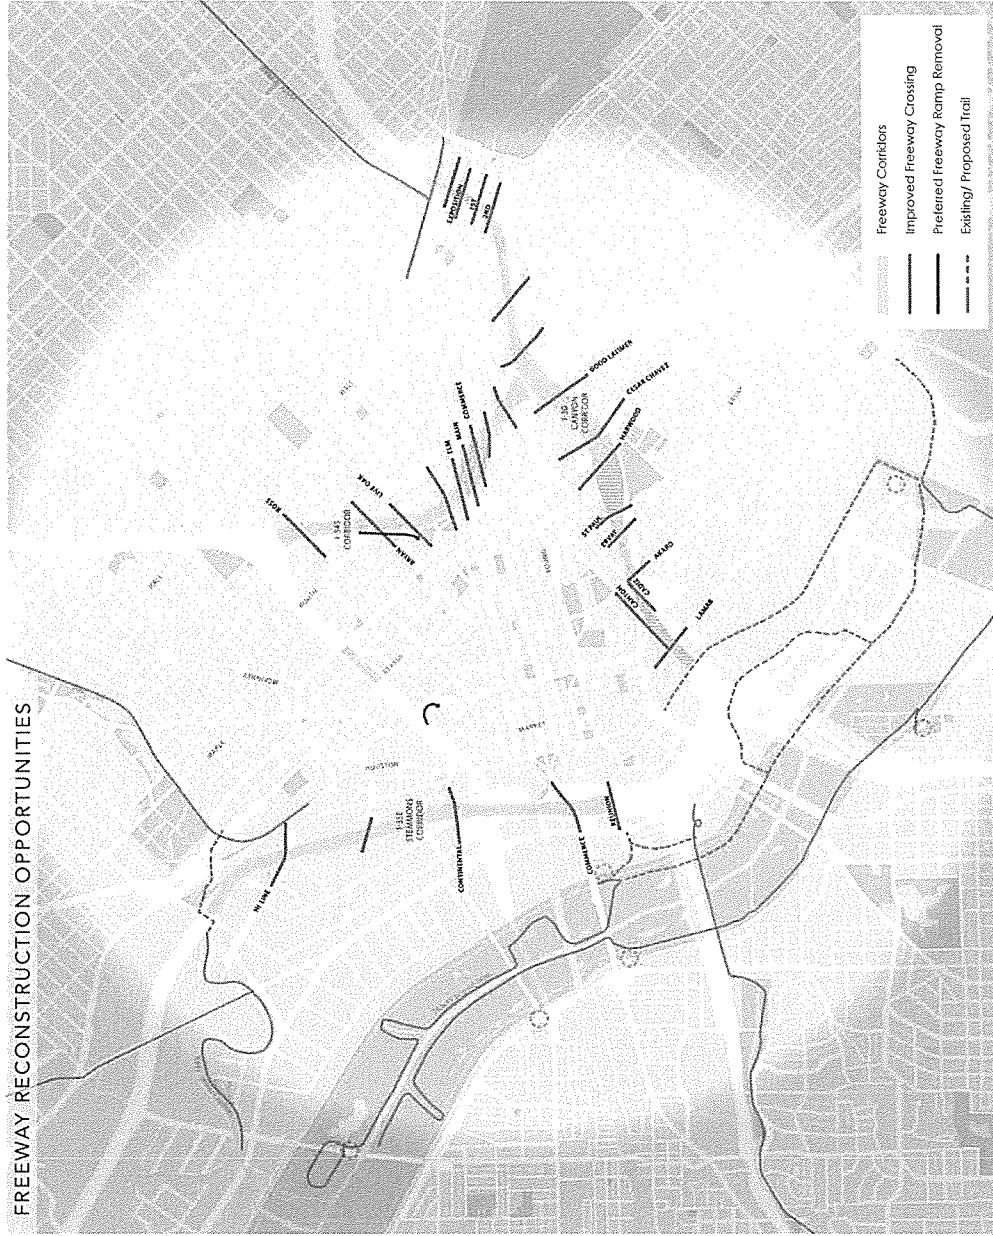 FREEWAY RECONSTRUCTION OPPORTUNITIES
HI LINE
I-35E
STEMMONS
CORRIDOR
CONTINENTAL
COMMERCE
REUNION
HOUSTON
MCKINNEY
ROSS
I-345
CORRIDOR
BRYAN
LIVE OAK
ELM
MAIN
COMMERCE
EXPOSITION
1ST
2ND
GOOD LATIMER
I-30
CANYON
CORRIDOR
CESAR CHAVEZ
HARWOOD
ST PAUL
ERVAY
AKARD
CADIZ
CANTON
LAMAR
Freeway Corridors
Improved Freeway Crossing
Preferred Freeway Ramp Removal
Existing/ Proposed Trail